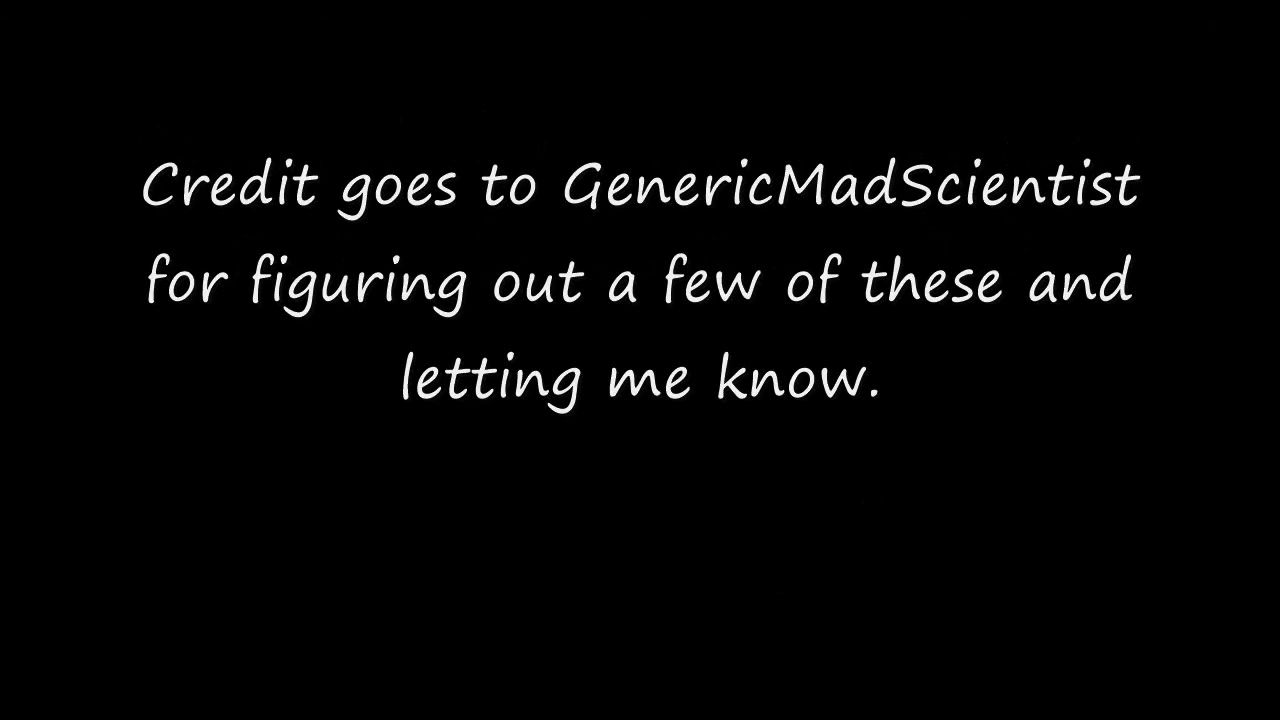 Credit goes to GenericMadScientist
for figuring out a few of these and
letting me know.